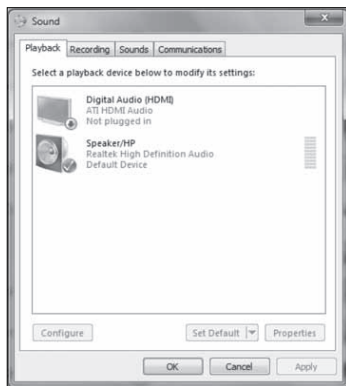 Sound
Playback Recording Sounds Communications
Select a playback device below to modify its settings:
Digital Audio (HDMI)
ATI HDMI Audio
Not plugged in
Speaker/HP
Realtek High Definition Audio
Default Device
Configure Set Default Properties
OK Cancel Apply